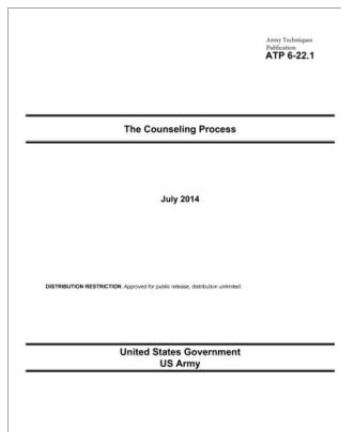 Army Techniques
Publication
ATP 6-22.1
The Counseling Process
July 2014
DISTRIBUTION RESTRICTION. Approved for public release; distribution unlimited.
United States Government
US Army